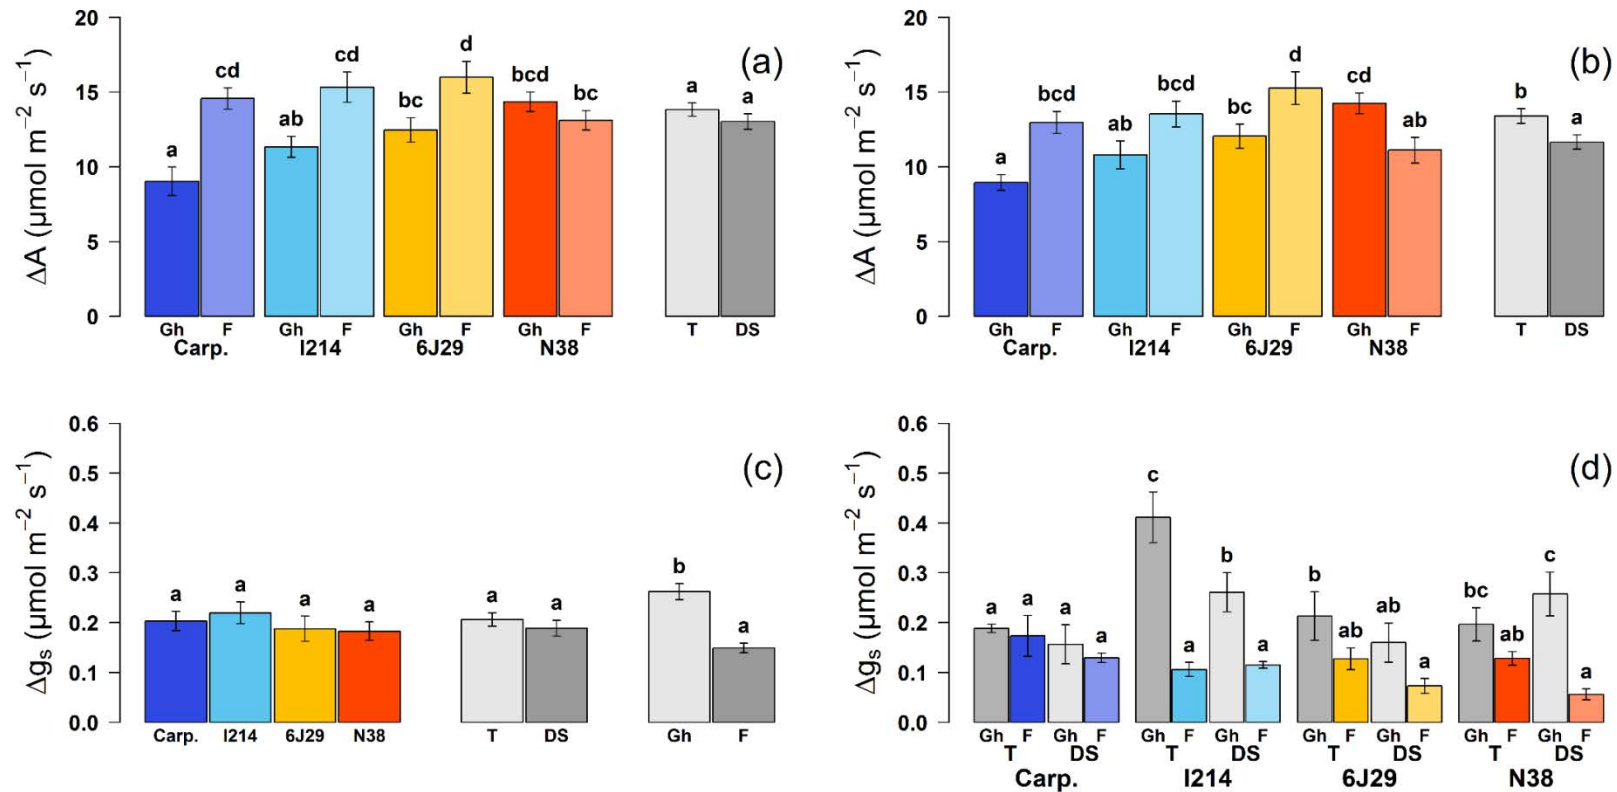 (a)
ΔA (μmol m⁻² s⁻¹)
20
15
10
5
0
a cd ab cd bc d bcd bc a a
Gh F Gh F Gh F Gh F T DS
Carp. I214 6J29 N38
(b)
ΔA (μmol m⁻² s⁻¹)
20
15
10
5
0
a bcd ab bcd bc d cd ab b a
Gh F Gh F Gh F Gh F T DS
Carp. I214 6J29 N38
(c)
Δgₛ (μmol m⁻² s⁻¹)
0.6
0.5
0.4
0.3
0.2
0.1
0.0
a a a a a a b a
Carp. I214 6J29 N38 T DS Gh F
(d)
Δgₛ (μmol m⁻² s⁻¹)
0.6
0.5
0.4
0.3
0.2
0.1
0.0
a a a a c a b a b ab ab a bc ab c a
Gh F Gh F Gh F Gh F Gh F Gh F Gh F Gh F
T DS T DS T DS T DS
Carp. I214 6J29 N38